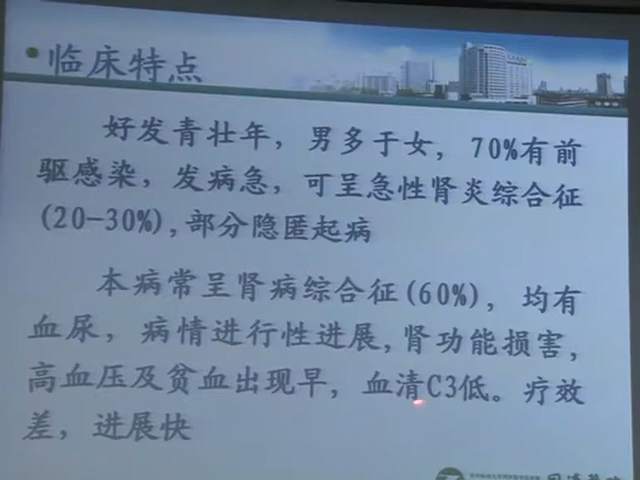 •临床特点
好发青壮年，男多于女，70%有前
驱感染，发病急，可呈急性肾炎综合征
(20-30%),部分隐匿起病
本病常呈肾病综合征(60%)，均有
血尿，病情进行性进展,肾功能损害,
高血压及贫血出现早，血清C3低。疗效
差，进展快